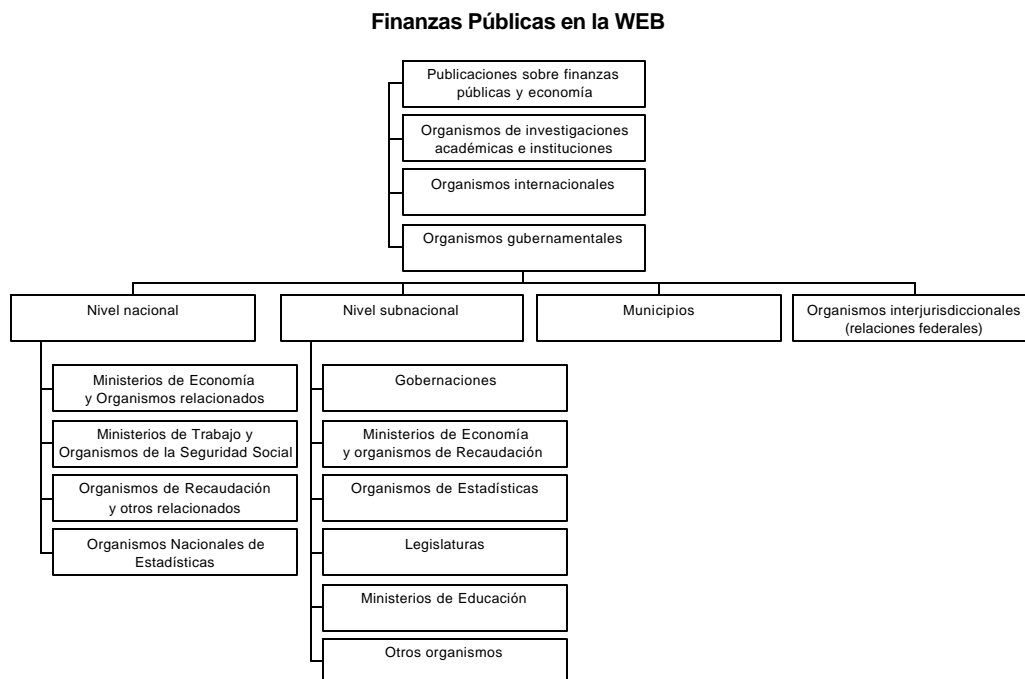 Finanzas Públicas en la WEB
Publicaciones sobre finanzas
públicas y economía
Organismos de investigaciones
académicas e instituciones
Organismos internacionales
Organismos gubernamentales
Nivel nacional
Nivel subnacional
Municipios
Organismos interjurisdiccionales
(relaciones federales)
Ministerios de Economía
y Organismos relacionados
Ministerios de Trabajo y
Organismos de la Seguridad Social
Organismos de Recaudación
y otros relacionados
Organismos Nacionales de
Estadísticas
Gobernaciones
Ministerios de Economía
y organismos de Recaudación
Organismos de Estadísticas
Legislaturas
Ministerios de Educación
Otros organismos